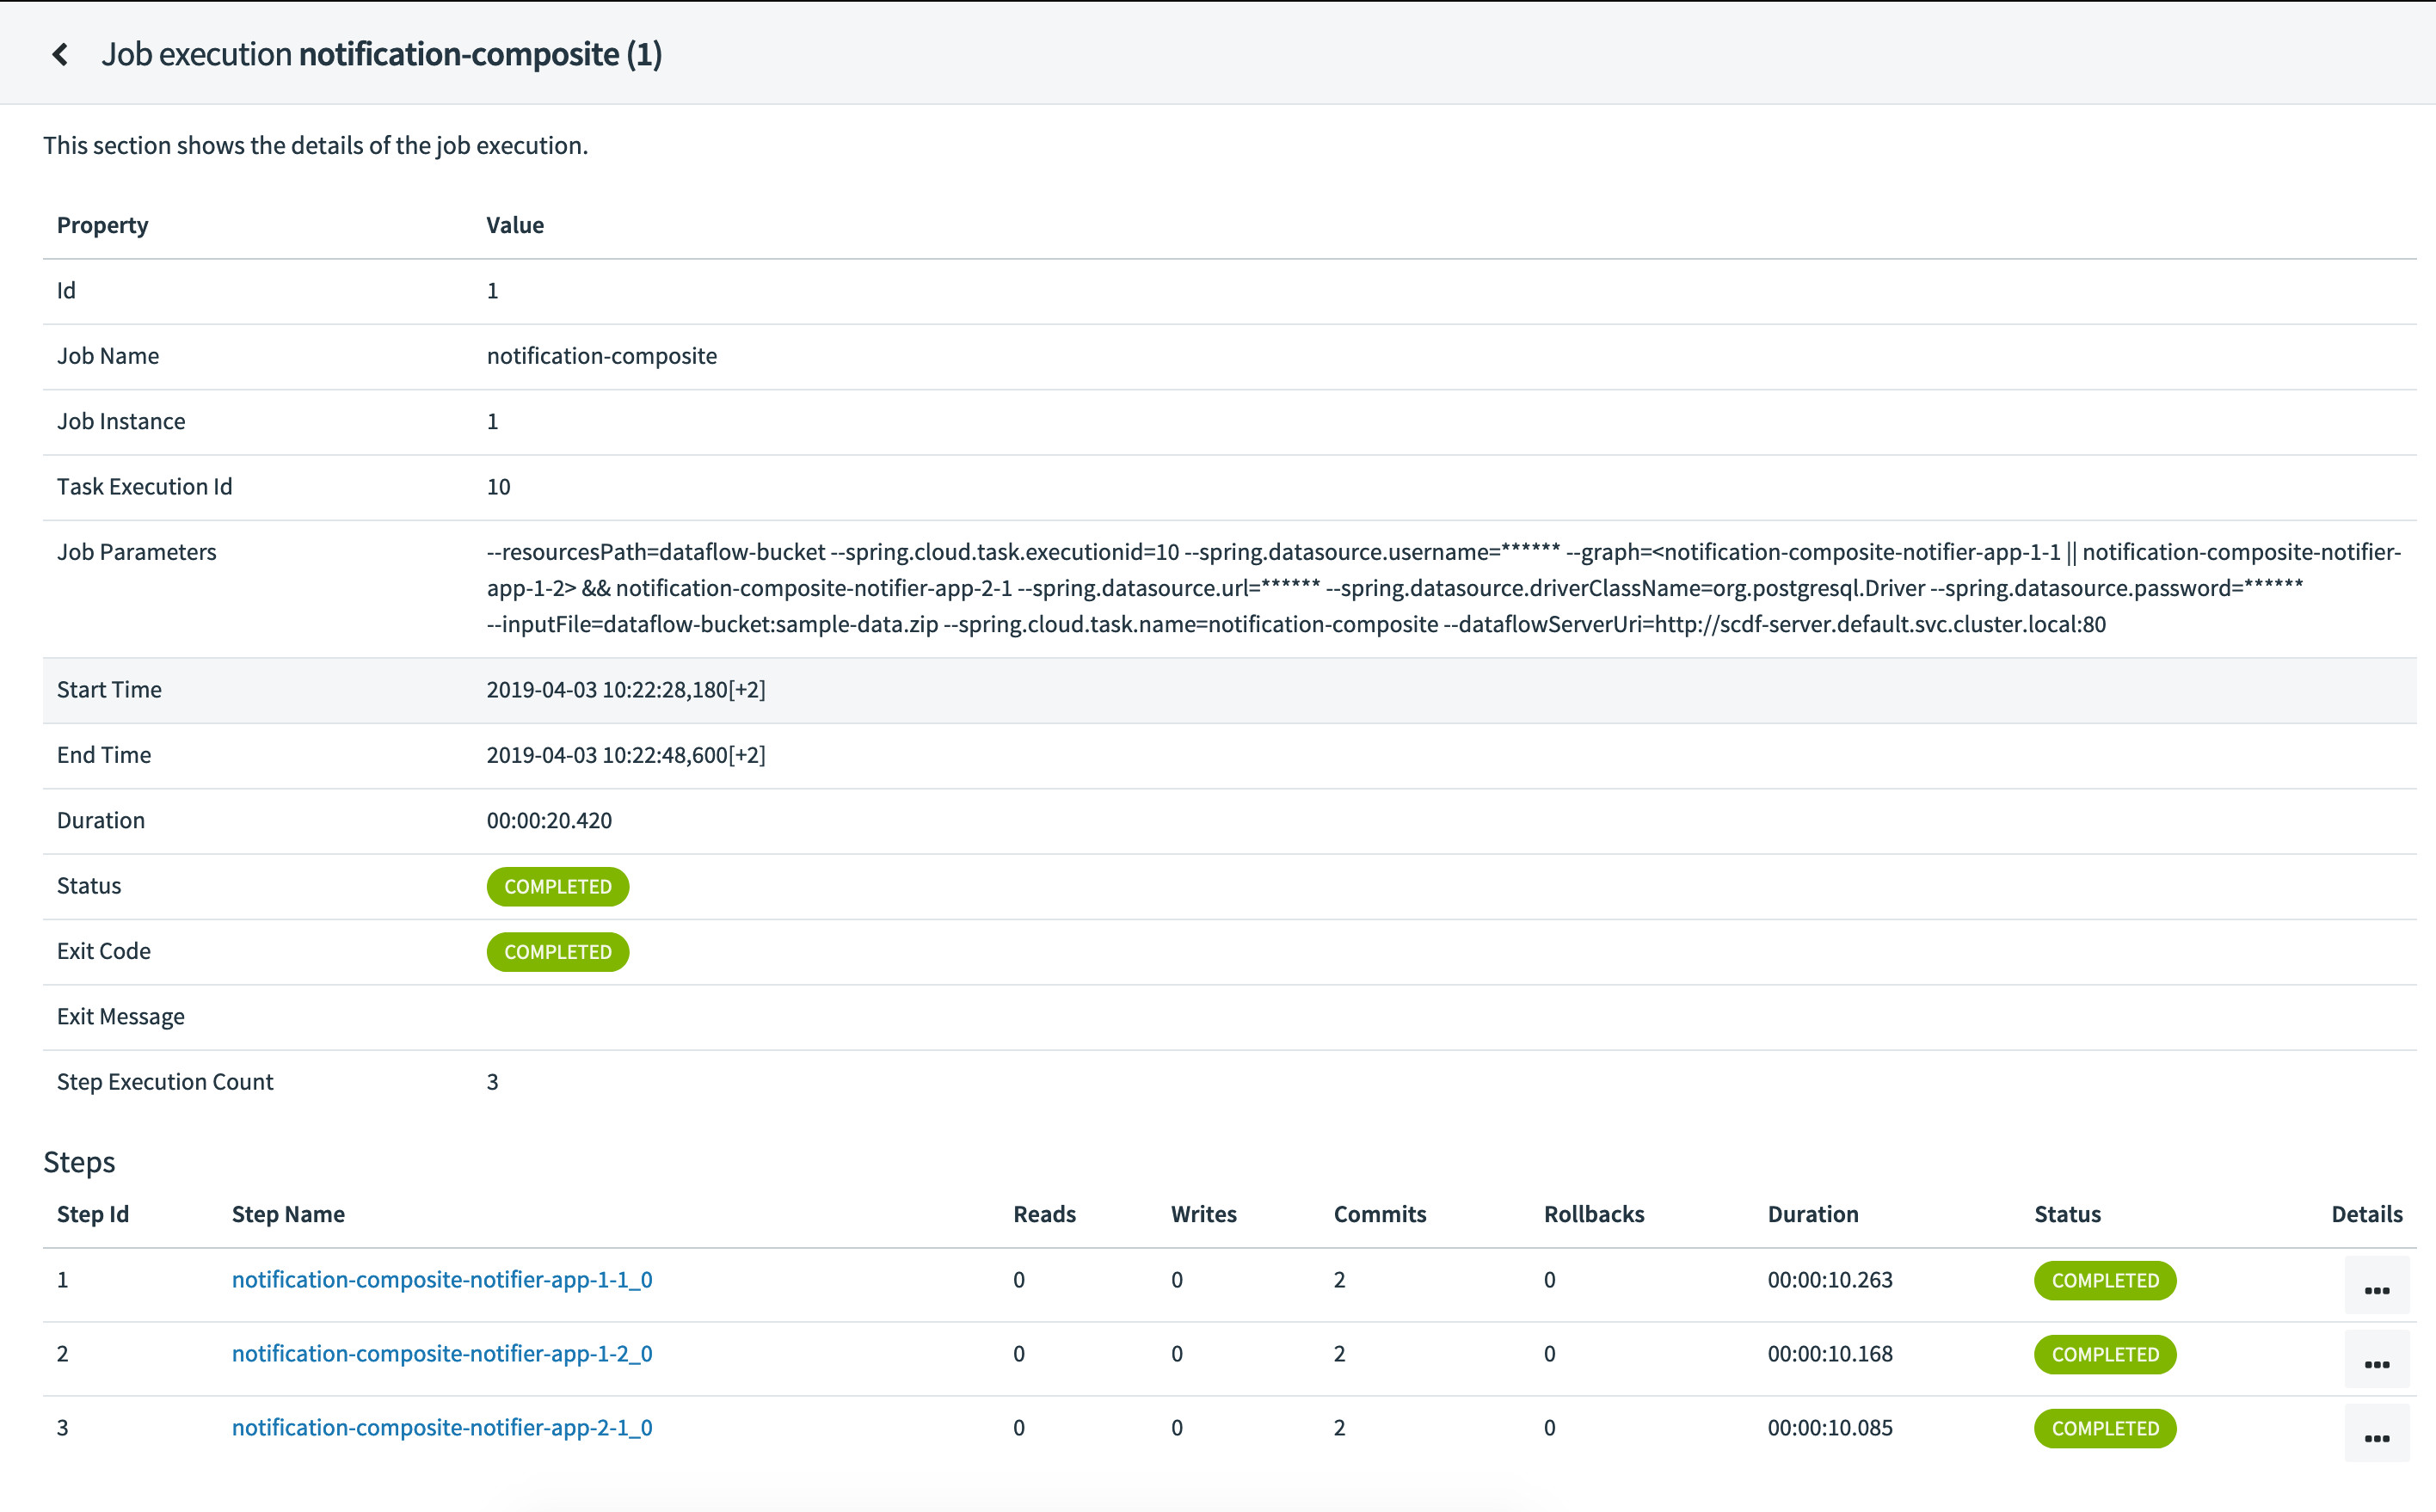 Job execution notification-composite (1)
This section shows the details of the job execution.
Property Value
Id 1
Job Name notification-composite
Job Instance 1
Task Execution Id 10
Job Parameters --resourcesPath=dataflow-bucket --spring.cloud.task.executionid=10 --spring.datasource.username=****** --graph=<notification-composite-notifier-app-1-1 || notification-composite-notifier-
app-1-2> && notification-composite-notifier-app-2-1 --spring.datasource.url=****** --spring.datasource.driverClassName=org.postgresql.Driver --spring.datasource.password=******
--inputFile=dataflow-bucket:sample-data.zip --spring.cloud.task.name=notification-composite --dataflowServerUri=http://scdf-server.default.svc.cluster.local:80
Start Time 2019-04-03 10:22:28,180[+2]
End Time 2019-04-03 10:22:48,600[+2]
Duration 00:00:20.420
Status COMPLETED
Exit Code COMPLETED
Exit Message
Step Execution Count 3
Steps
Step Id Step Name Reads Writes Commits Rollbacks Duration Status Details
1 notification-composite-notifier-app-1-1_0 0 0 2 0 00:00:10.263 COMPLETED ...
2 notification-composite-notifier-app-1-2_0 0 0 2 0 00:00:10.168 COMPLETED ...
3 notification-composite-notifier-app-2-1_0 0 0 2 0 00:00:10.085 COMPLETED ...